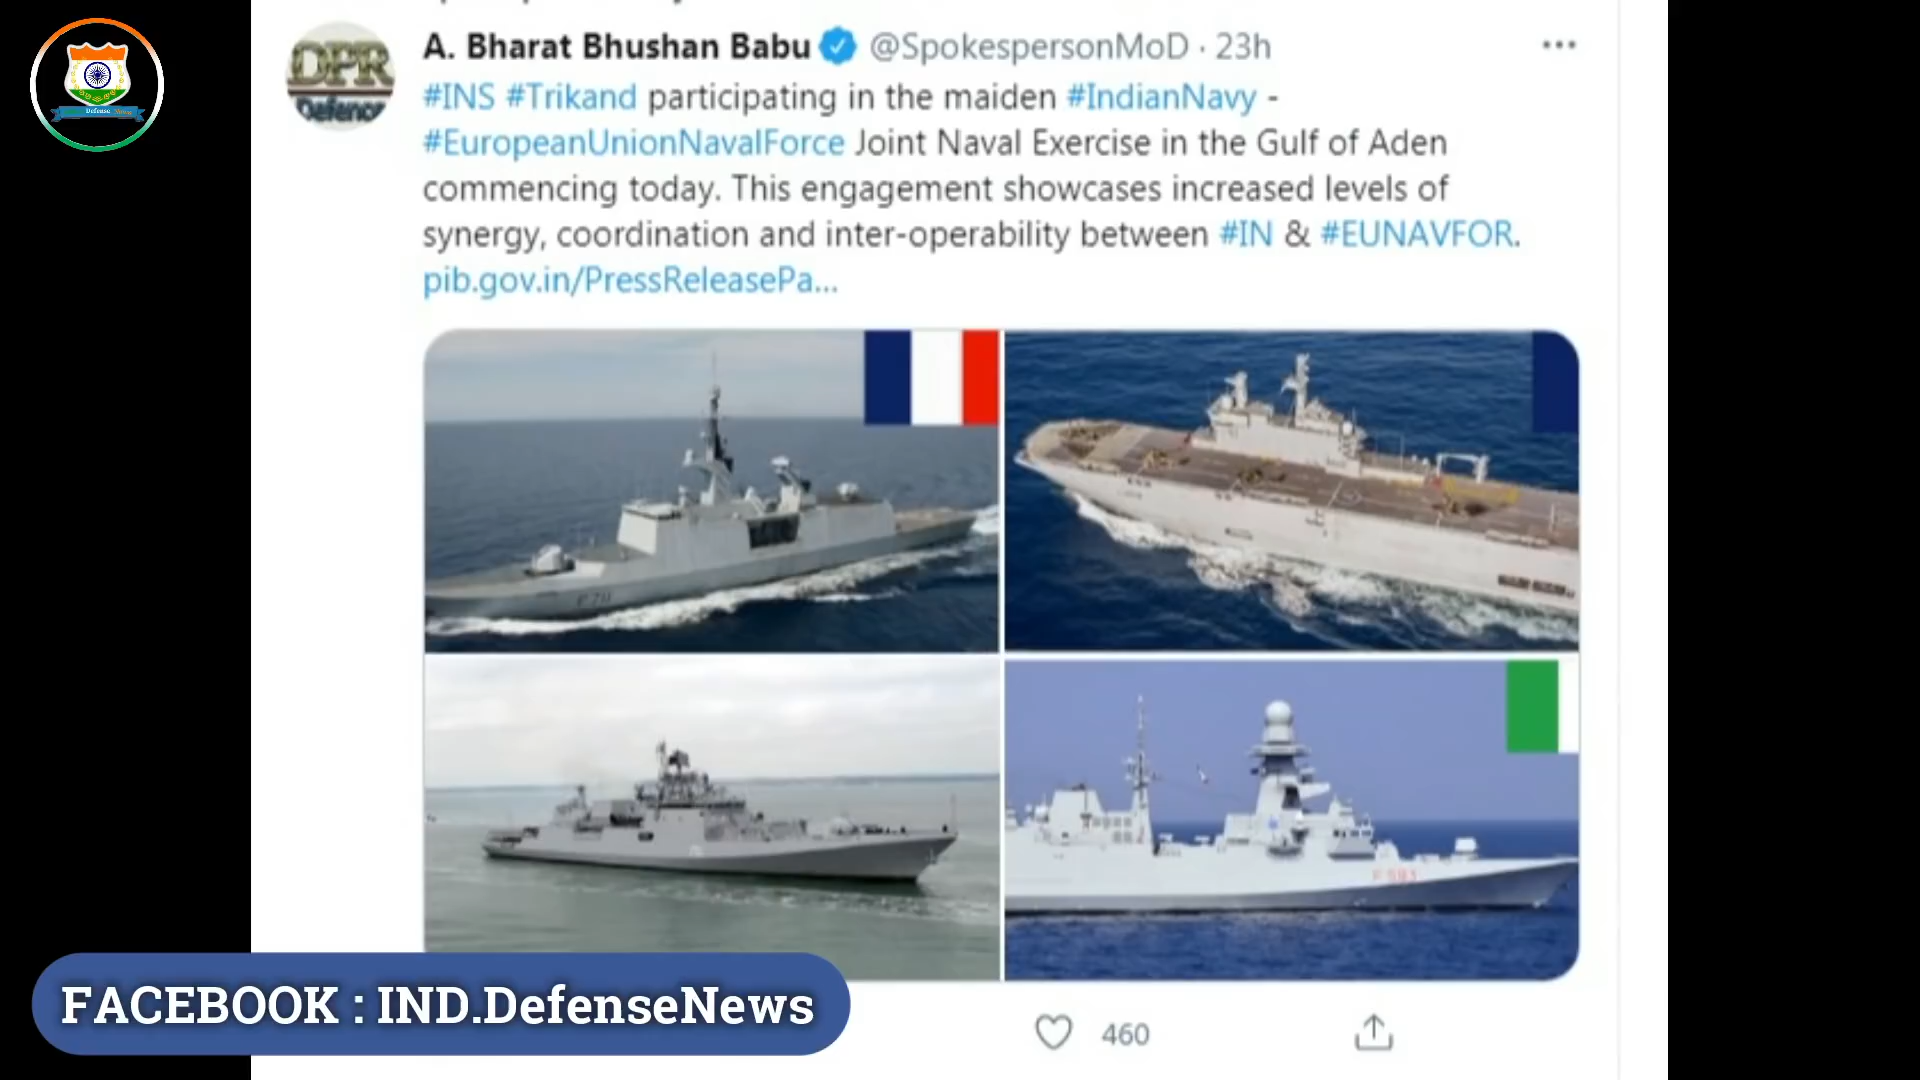 DPR
Defence
A. Bharat Bhushan Babu @SpokespersonMoD · 23h
#INS #Trikand participating in the maiden #IndianNavy -
#EuropeanUnionNavalForce Joint Naval Exercise in the Gulf of Aden
commencing today. This engagement showcases increased levels of
synergy, coordination and inter-operability between #IN & #EUNAVFOR.
pib.gov.in/PressReleasePa...
FACEBOOK : IND.DefenseNews
460